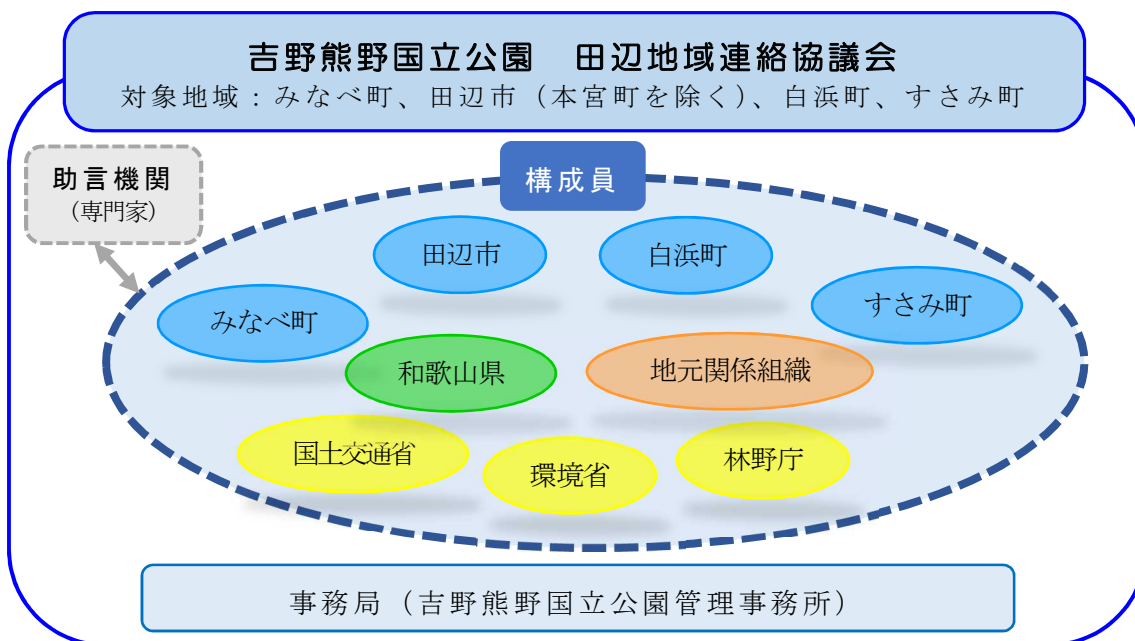 吉野熊野国立公園　田辺地域連絡協議会
対象地域：みなべ町、田辺市（本宮町を除く）、白浜町、すさみ町
助言機関
（専門家）
構成員
田辺市
白浜町
みなべ町
すさみ町
和歌山県
地元関係組織
国土交通省
環境省
林野庁
事務局（吉野熊野国立公園管理事務所）